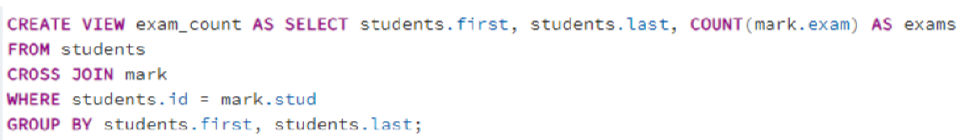 CREATE VIEW exam_count AS SELECT students.first, students.last, COUNT(mark.exam) AS exams
FROM students
CROSS JOIN mark
WHERE students.id = mark.stud
GROUP BY students.first, students.last;